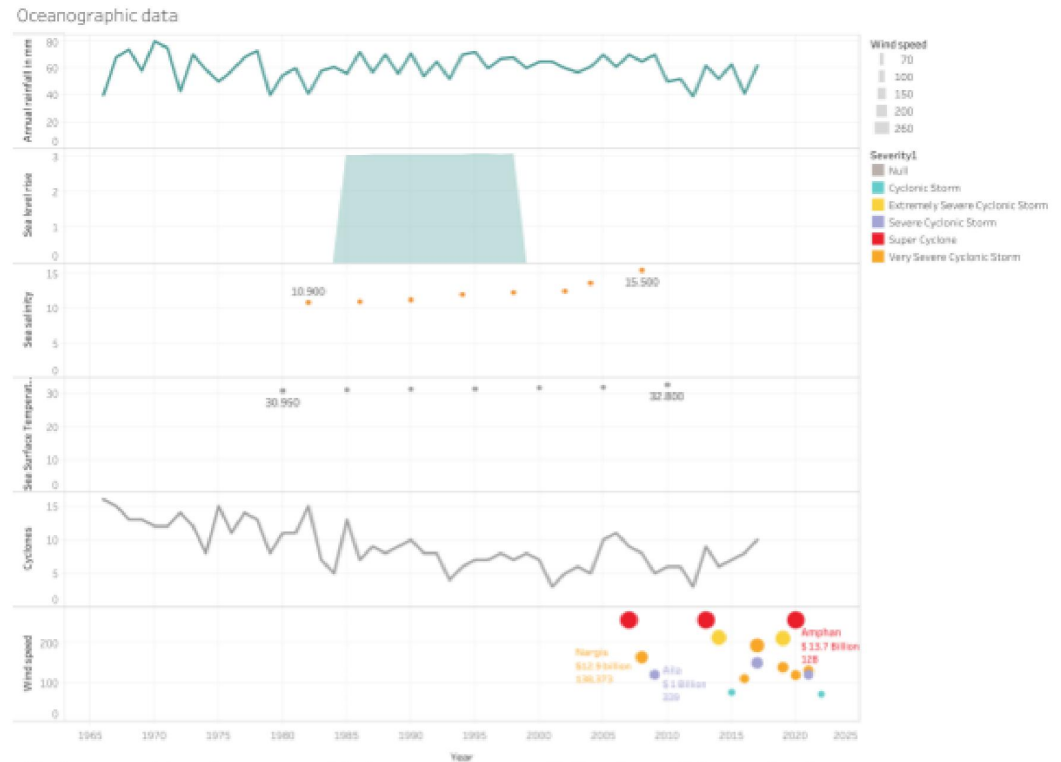 Oceanographic data
Annual rainfall in mm
80
60
40
20
0
Sea level rise
3
2
1
0
Sea salinity
15
10
5
0
10.900
15.500
Sea Surface Temperat..
30
20
10
0
30.950
32.800
Cyclones
15
10
5
0
Wind speed
200
100
0
Nargis
$12.9 billion
138,373
Aila
$ 1 Billion
339
Amphan
$ 13.7 Billion
128
1965 1970 1975 1980 1985 1990 1995 2000 2005 2010 2015 2020 2025
Year
Wind speed
70
100
150
200
260
Severity1
Null
Cyclonic Storm
Extremely Severe Cyclonic Storm
Severe Cyclonic Storm
Super Cyclone
Very Severe Cyclonic Storm